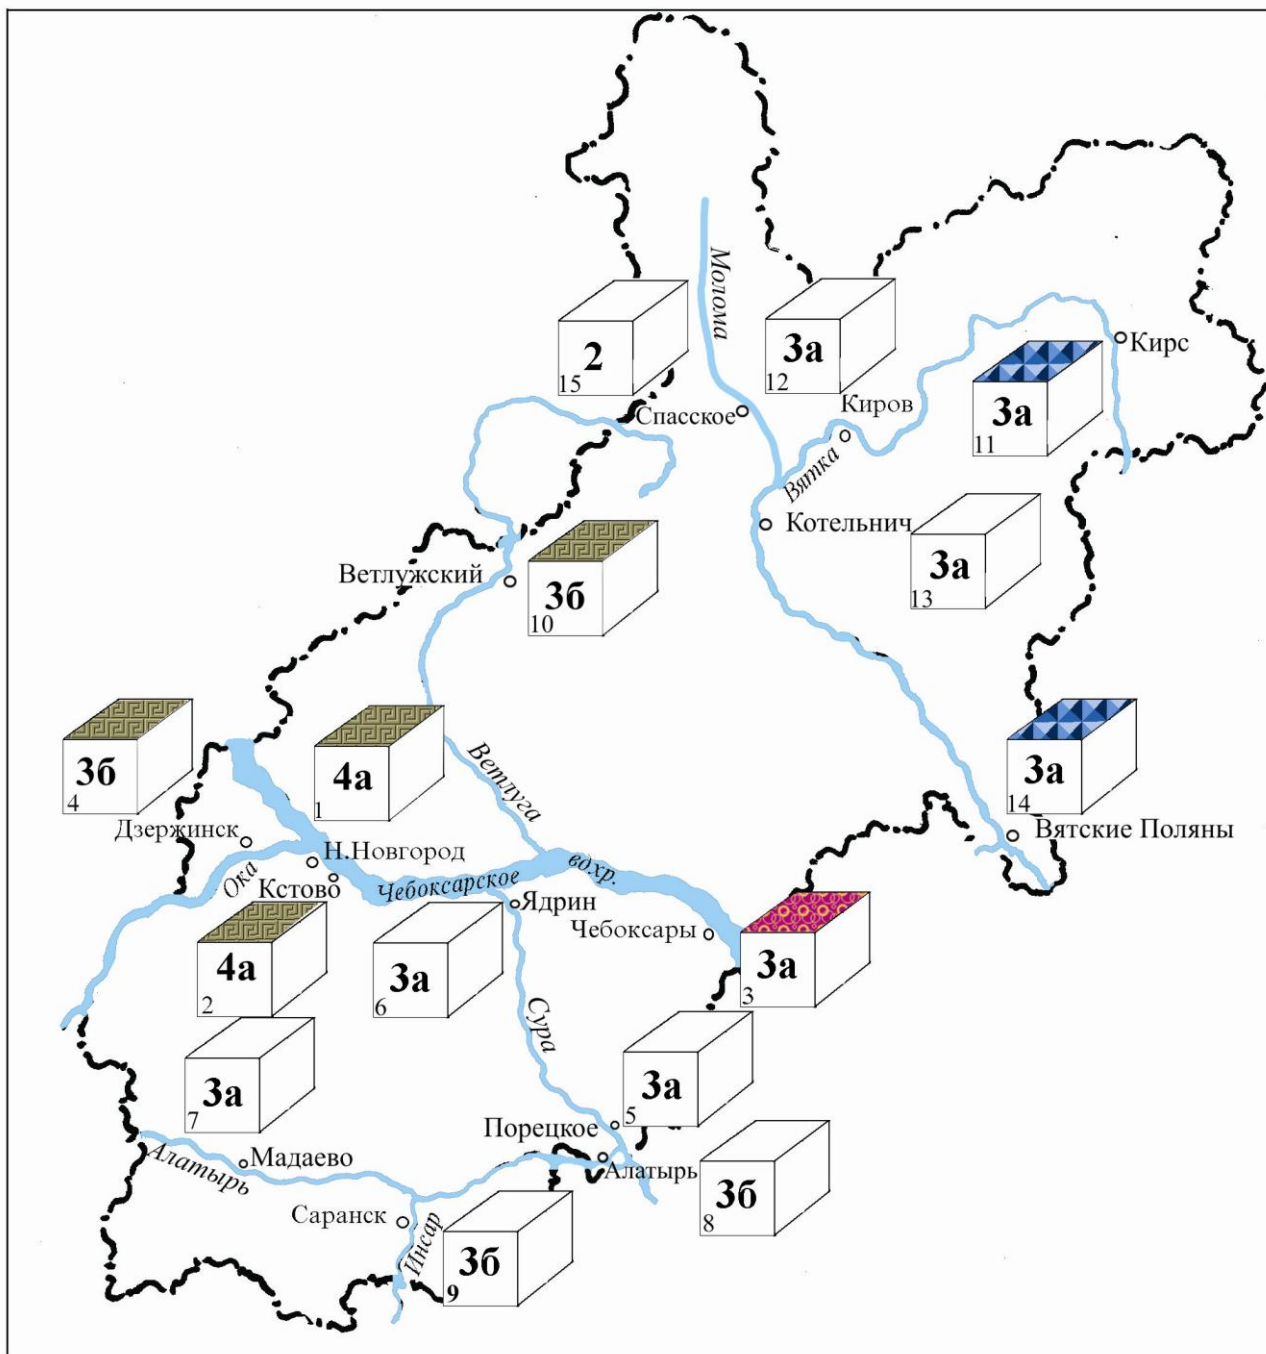 Молома
2
15
3а
12
Кирс
Киров
3а
11
Спасское
Вятка
Котельнич
3а
13
Ветлужский
3б
10
3б
4
4а
1
Ветлуга
3а
14
Вятские Поляны
Дзержинск
Н.Новгород
Ока
Кстово
Чебоксарское
вдхр.
Ядрин
Чебоксары
4а
2
3а
6
3а
3
Сура
3а
7
3а
5
Порецкое
Алатырь
Мадаево
Алатырь
3б
8
Саранск
Инсар
3б
9